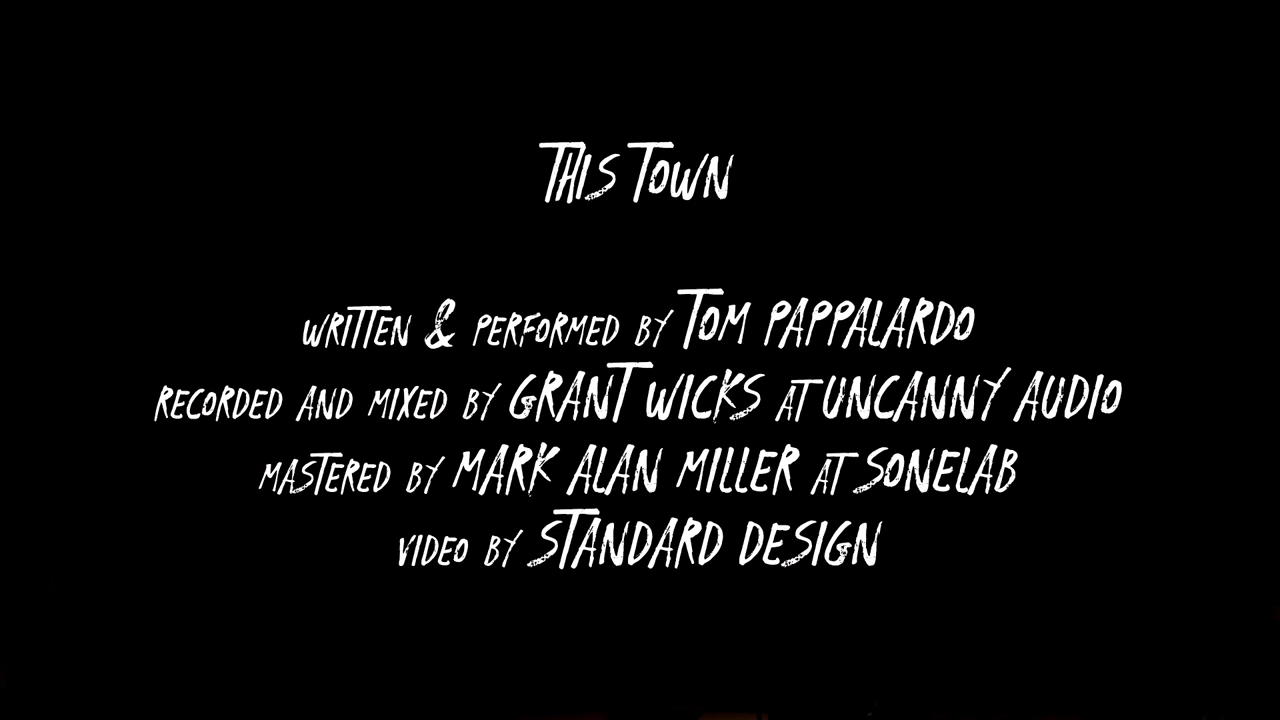 THIS TOWN
WRITTEN & PERFORMED BY TOM PAPPALARDO
RECORDED AND MIXED BY GRANT WICKS AT UNCANNY AUDIO
MASTERED BY MARK ALAN MILLER AT SONELAB
VIDEO BY STANDARD DESIGN